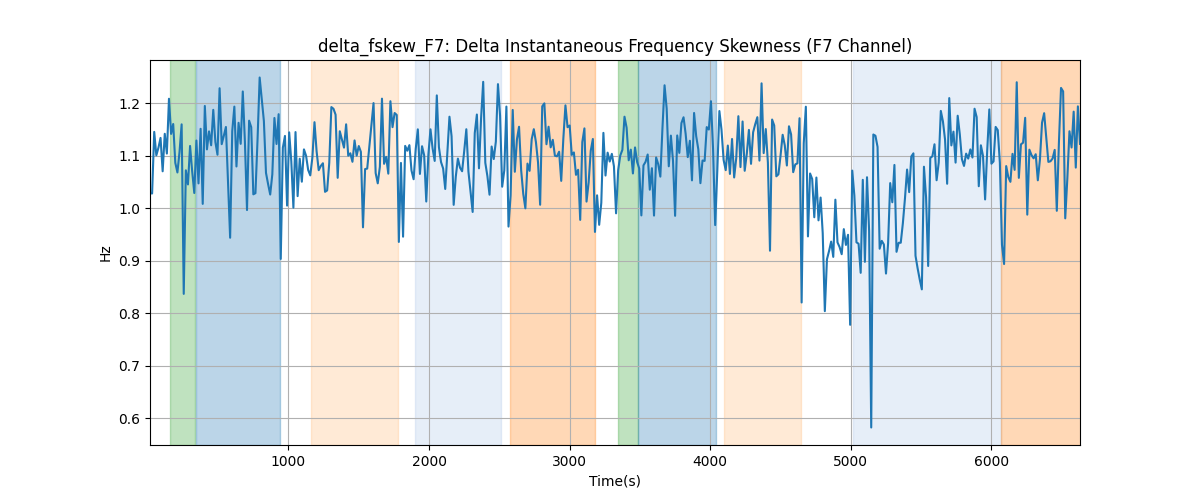 delta_fskew_F7: Delta Instantaneous Frequency Skewness (F7 Channel)
Hz
1.2
1.1
1.0
0.9
0.8
0.7
0.6
1000 2000 3000 4000 5000 6000
Time(s)